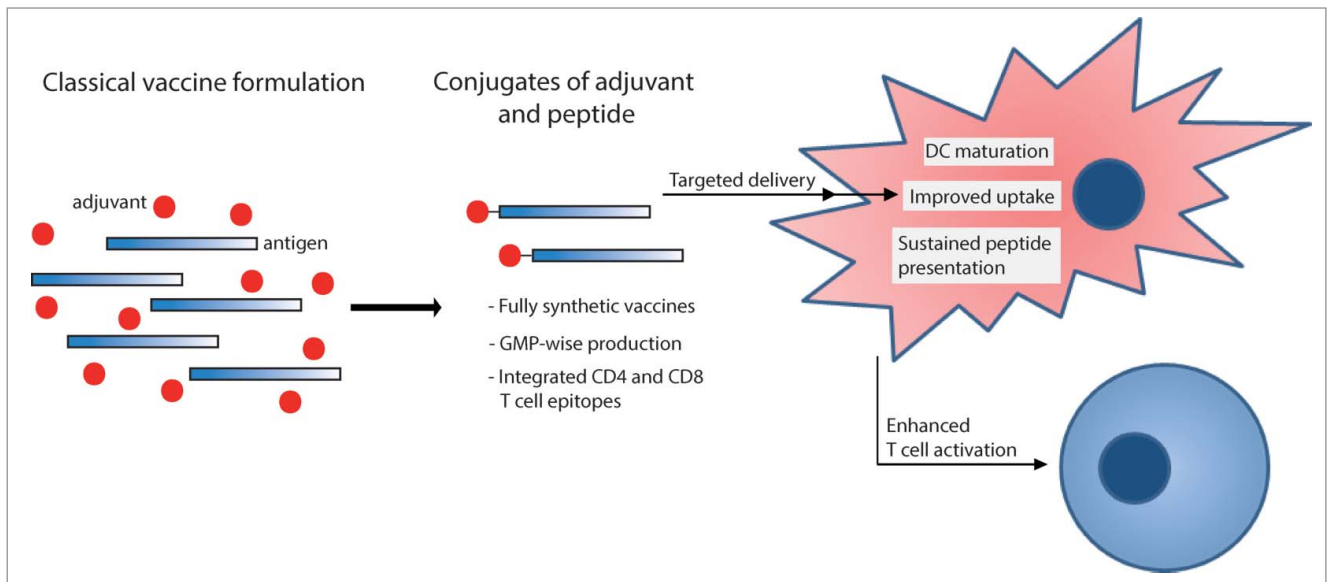 Classical vaccine formulation
adjuvant
antigen
Conjugates of adjuvant
and peptide
- Fully synthetic vaccines
- GMP-wise production
- Integrated CD4 and CD8
T cell epitopes
Targeted delivery
DC maturation
Improved uptake
Sustained peptide
presentation
Enhanced
T cell activation